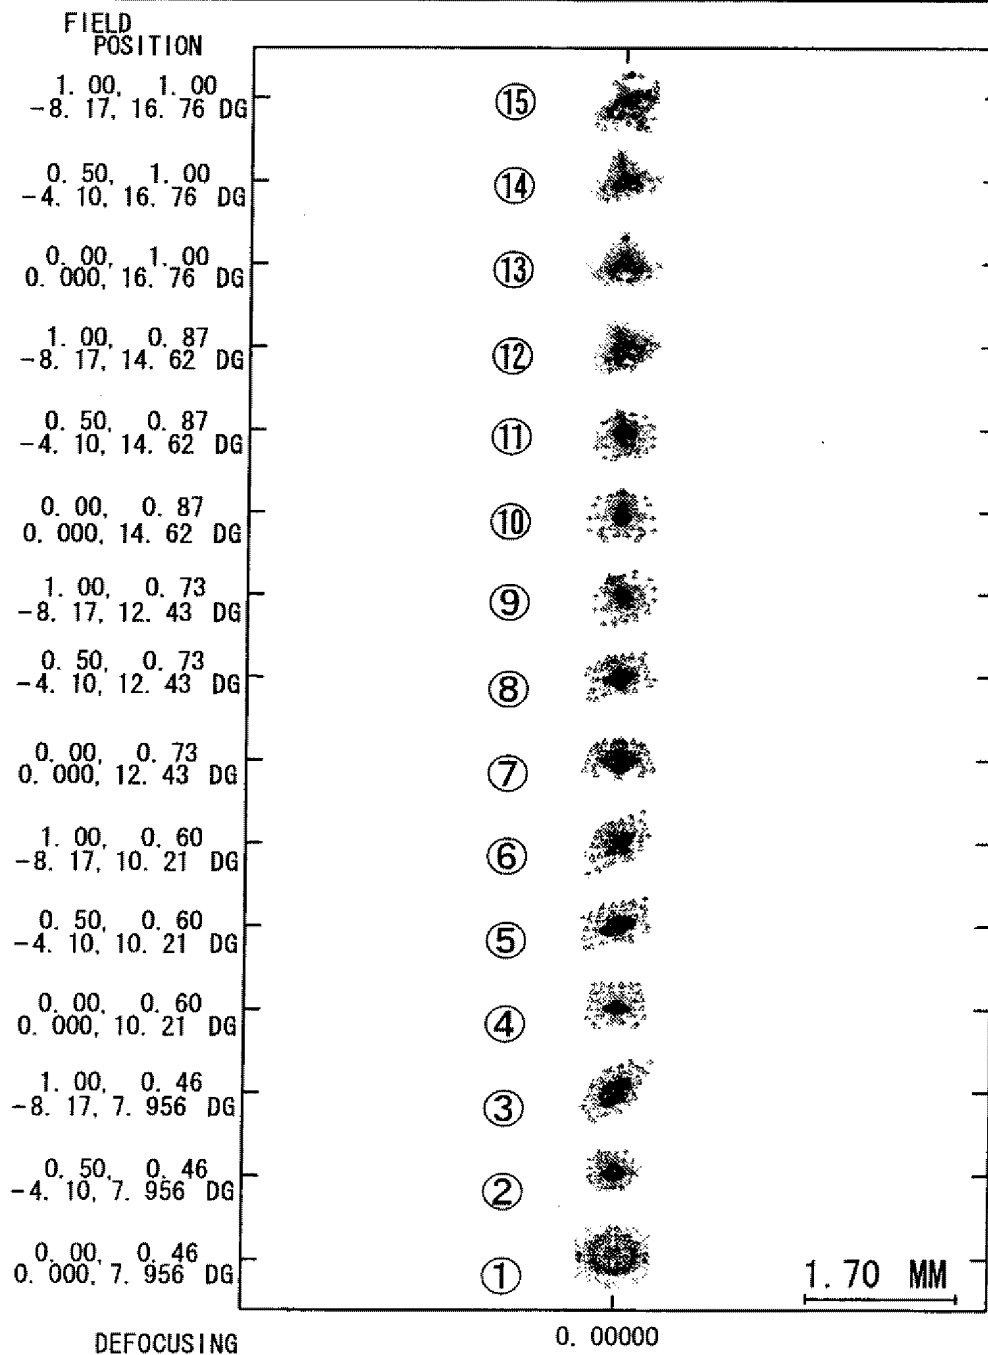 FIELD
POSITION
1. 00, 1. 00
-8. 17, 16. 76 DG
⑮
0. 50, 1. 00
-4. 10, 16. 76 DG
⑭
0. 00, 1. 00
0. 000, 16. 76 DG
⑬
1. 00, 0. 87
-8. 17, 14. 62 DG
⑫
0. 50, 0. 87
-4. 10, 14. 62 DG
⑪
0. 00, 0. 87
0. 000, 14. 62 DG
⑩
1. 00, 0. 73
-8. 17, 12. 43 DG
⑨
0. 50, 0. 73
-4. 10, 12. 43 DG
⑧
0. 00, 0. 73
0. 000, 12. 43 DG
⑦
1. 00, 0. 60
-8. 17, 10. 21 DG
⑥
0. 50, 0. 60
-4. 10, 10. 21 DG
⑤
0. 00, 0. 60
0. 000, 10. 21 DG
④
1. 00, 0. 46
-8. 17, 7. 956 DG
③
0. 50, 0. 46
-4. 10, 7. 956 DG
②
0. 00, 0. 46
0. 000, 7. 956 DG
①
1. 70 MM
0. 00000
DEFOCUSING